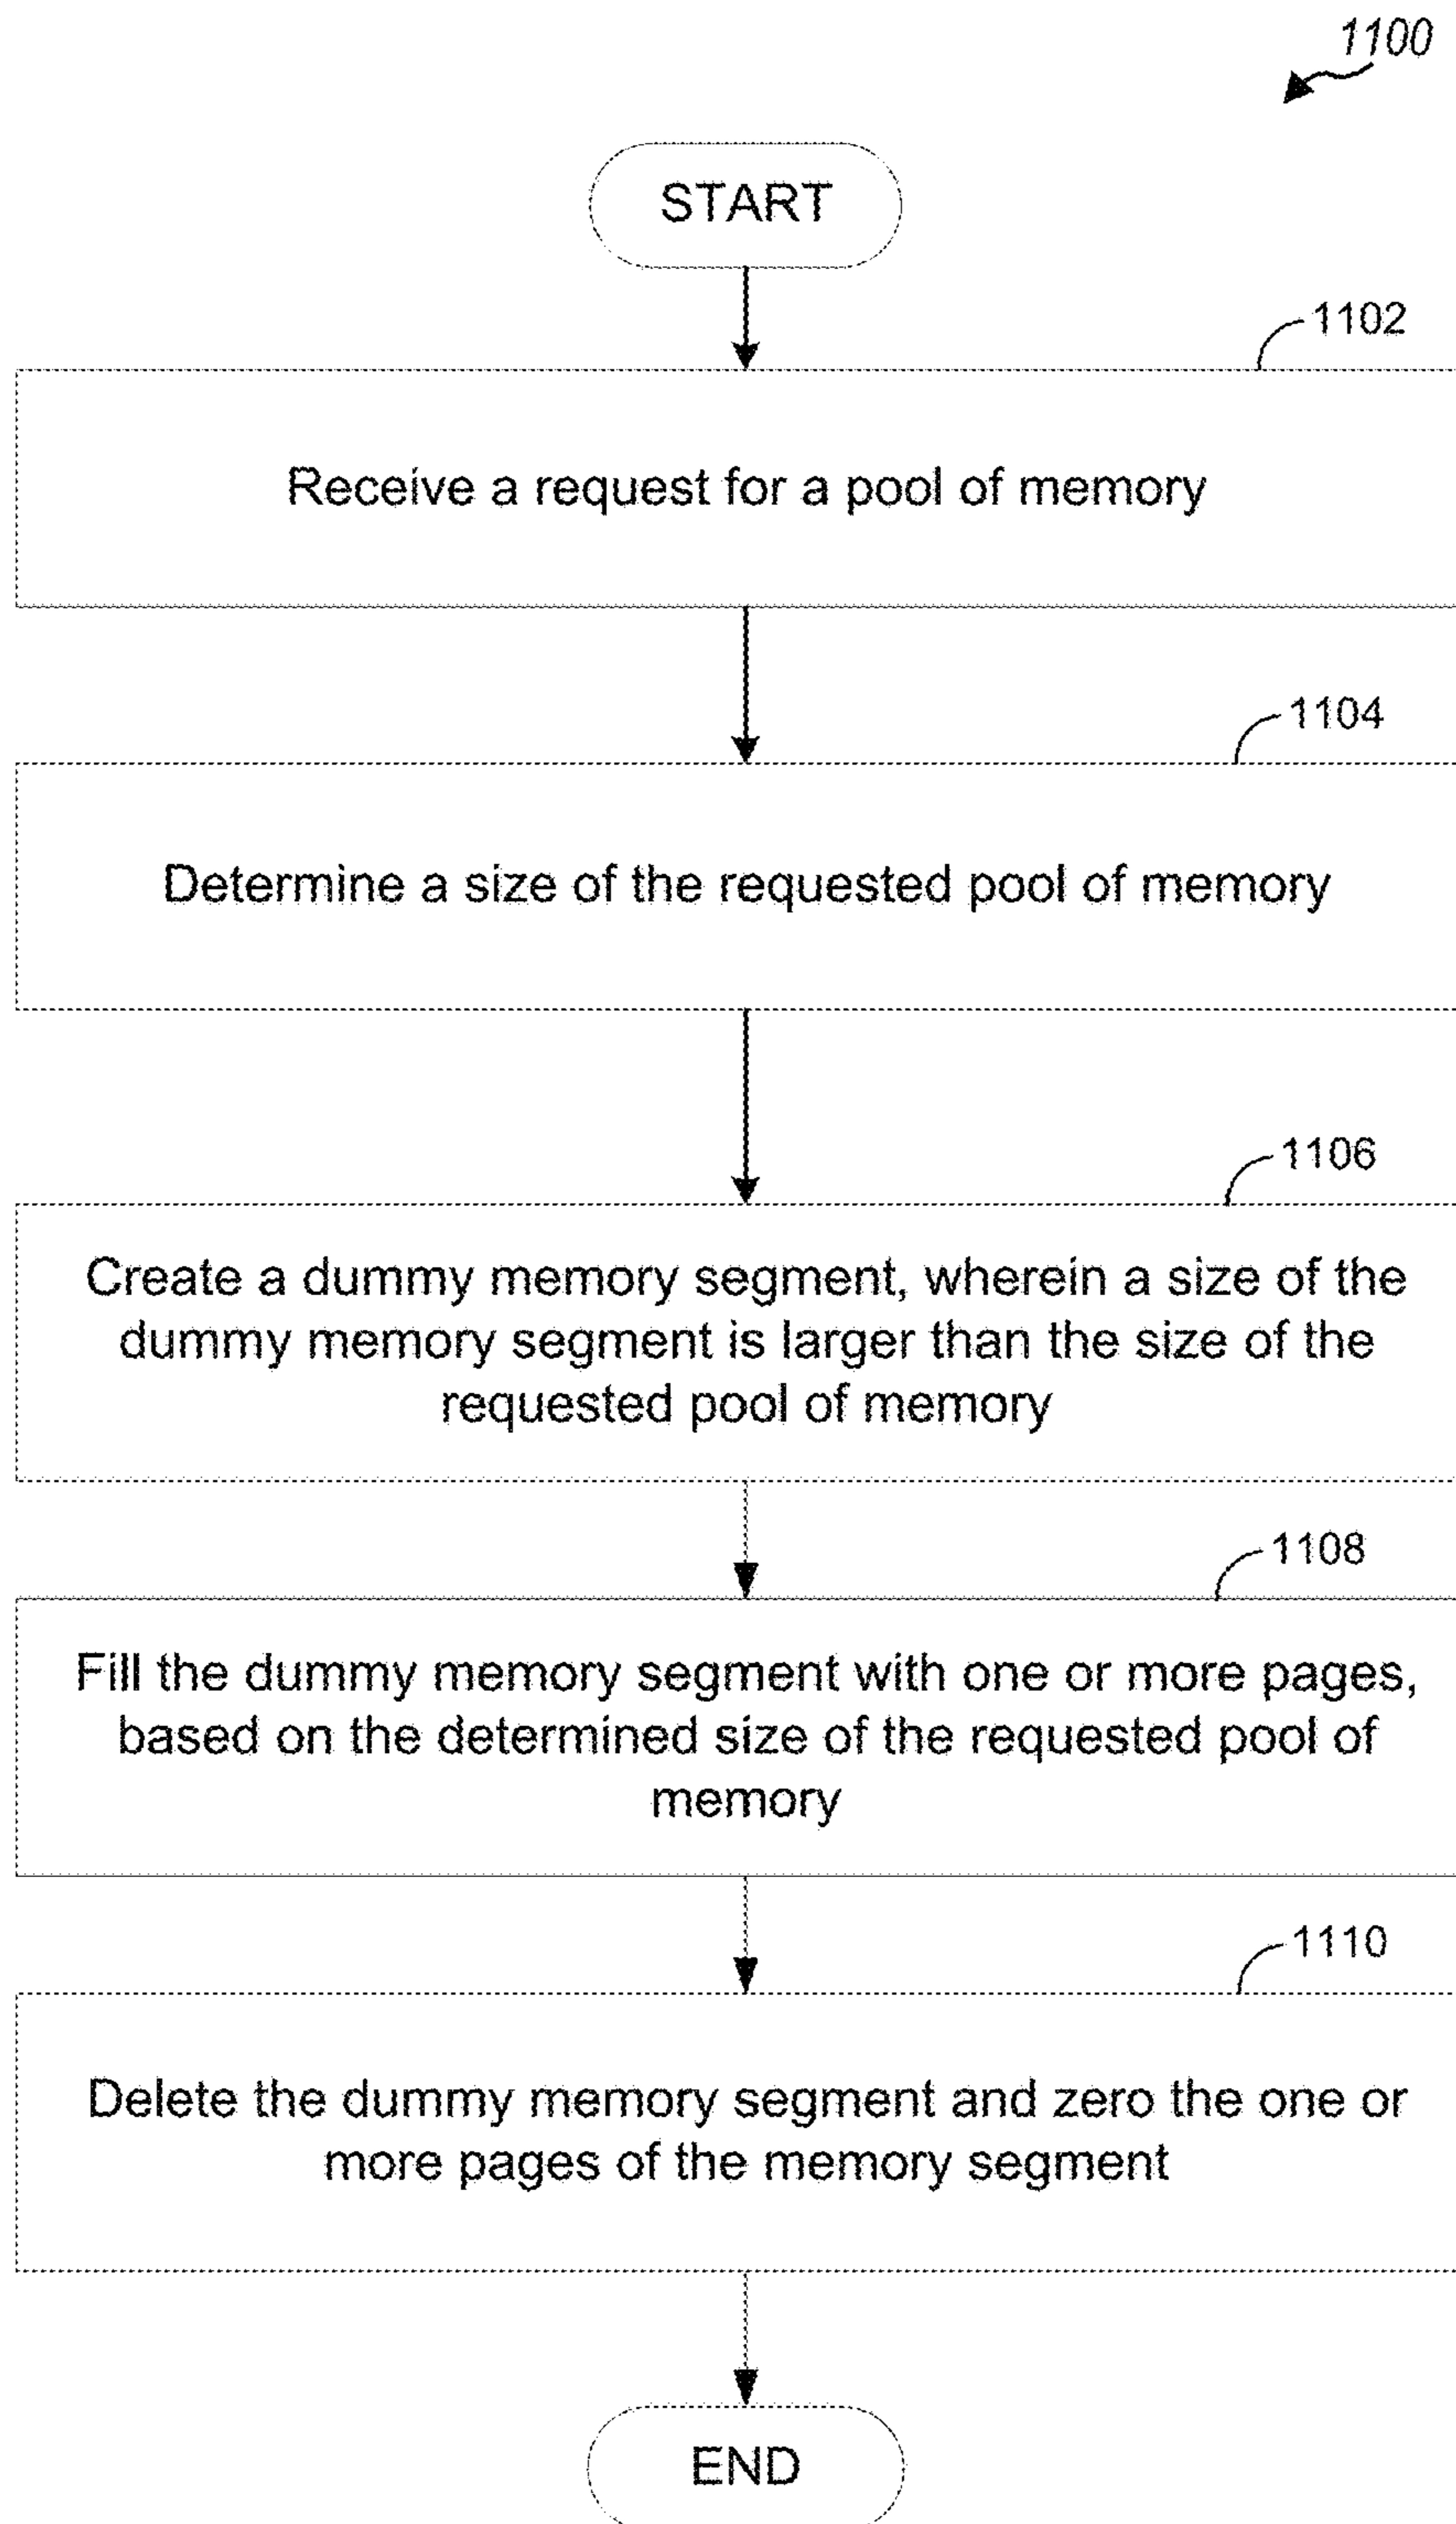 1100
START
1102
Receive a request for a pool of memory
1104
Determine a size of the requested pool of memory
1106
Create a dummy memory segment, wherein a size of the
dummy memory segment is larger than the size of the
requested pool of memory
1108
Fill the dummy memory segment with one or more pages,
based on the determined size of the requested pool of
memory
1110
Delete the dummy memory segment and zero the one or
more pages of the memory segment
END